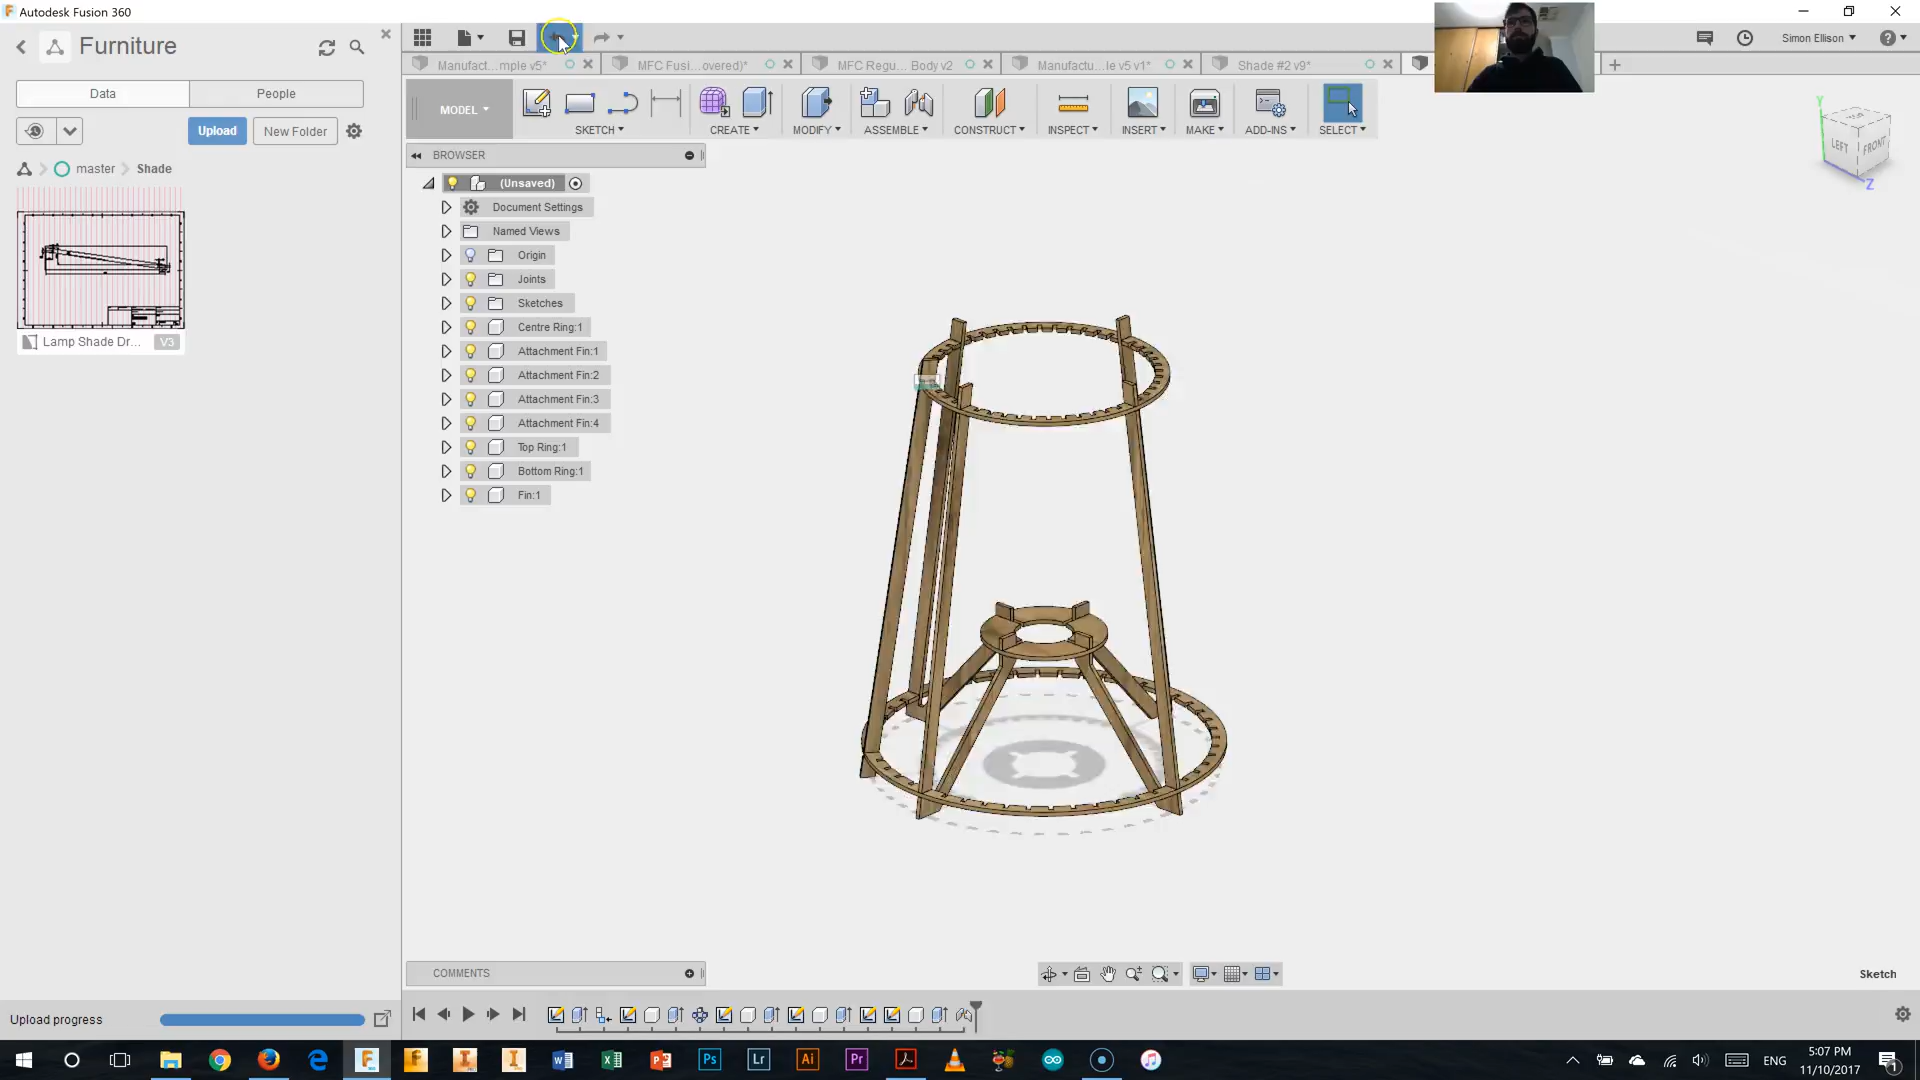 Autodesk Fusion 360
Furniture
Data
People
Upload
New Folder
master
Shade
Lamp Shade Dr...
V3
Upload progress
Manufact...mple v5*
MFC Fusi...overed)*
MFC Regu... Body v2
Manufactu...le v5 v1*
Shade #2 v9*
Simon Ellison
MODEL
SKETCH
CREATE
MODIFY
ASSEMBLE
CONSTRUCT
INSPECT
INSERT
MAKE
ADD-INS
SELECT
BROWSER
(Unsaved)
Document Settings
Named Views
Origin
Joints
Sketches
Centre Ring:1
Attachment Fin:1
Attachment Fin:2
Attachment Fin:3
Attachment Fin:4
Top Ring:1
Bottom Ring:1
Fin:1
Y
LEFT
FRONT
Z
COMMENTS
Sketch
ENG
5:07 PM
11/10/2017